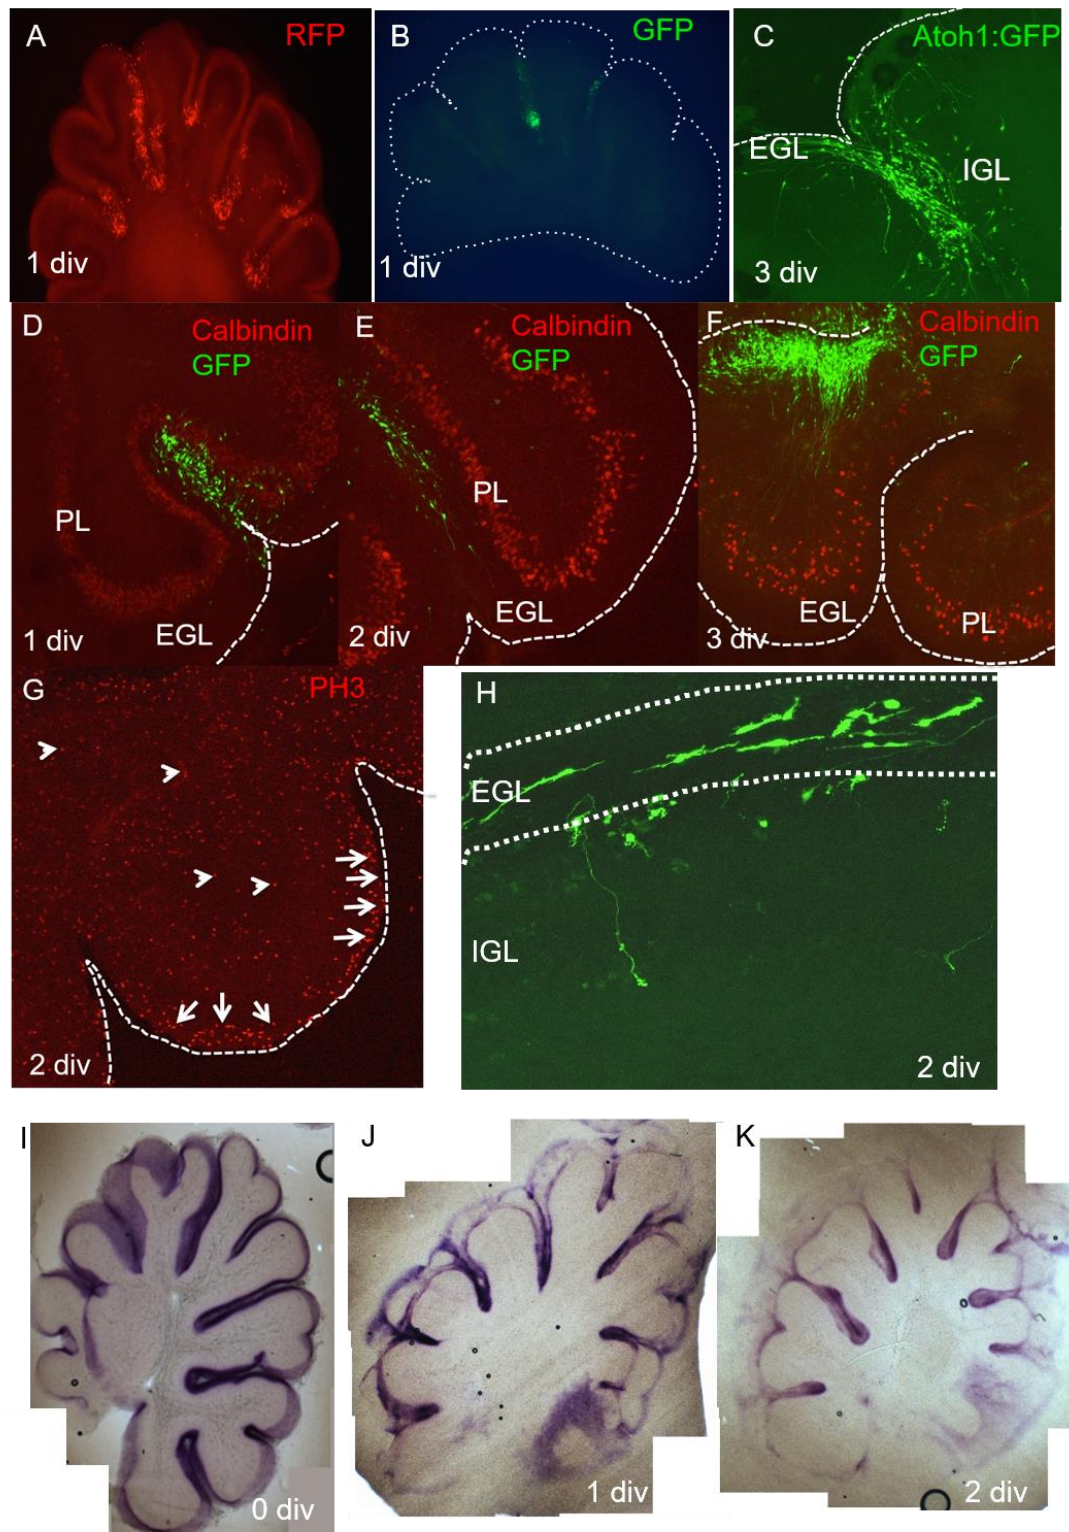 A
RFP
1 div
B
GFP
1 div
C
Atoh1:GFP
EGL
IGL
3 div
D
Calbindin
GFP
PL
1 div
EGL
E
Calbindin
GFP
PL
EGL
2 div
F
Calbindin
GFP
EGL
3 div
PL
G
PH3
2 div
H
EGL
IGL
2 div
I
0 div
J
1 div
K
2 div